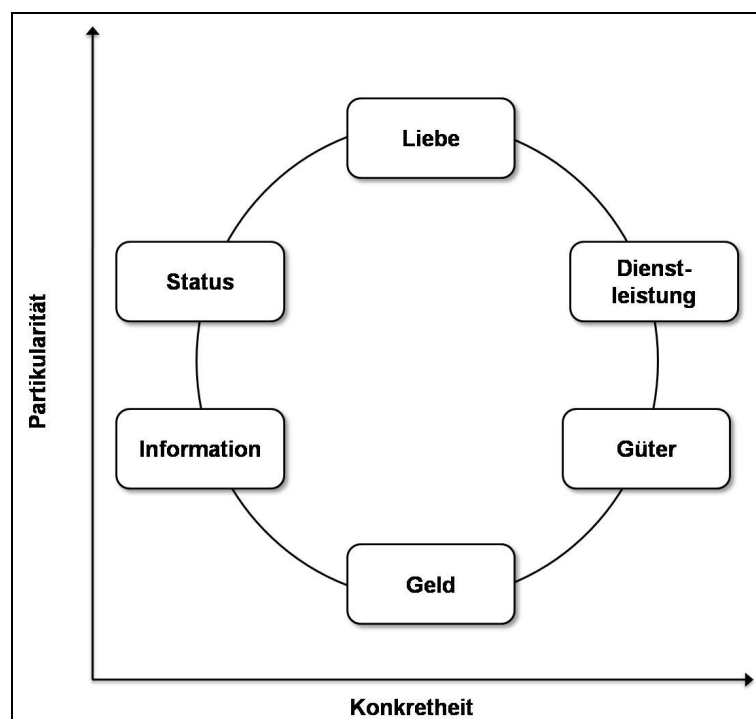 Liebe
Status
Dienst-
leistung
Partikularität
Information
Güter
Geld
Konkretheit